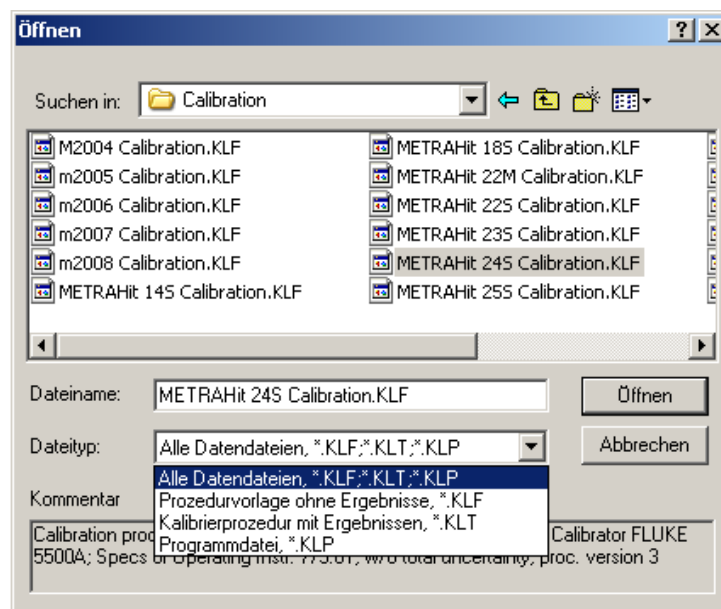 Öffnen
Suchen in: Calibration
M2004 Calibration.KLF
m2005 Calibration.KLF
m2006 Calibration.KLF
m2007 Calibration.KLF
m2008 Calibration.KLF
METRAHit 14S Calibration.KLF
METRAHit 18S Calibration.KLF
METRAHit 22M Calibration.KLF
METRAHit 22S Calibration.KLF
METRAHit 23S Calibration.KLF
METRAHit 24S Calibration.KLF
METRAHit 25S Calibration.KLF
Dateiname: METRAHit 24S Calibration.KLF Öffnen
Dateityp: Alle Datendateien, *.KLF;*.KLT;*.KLP Abbrechen
Alle Datendateien, *.KLF;*.KLT;*.KLP
Prozedurvorlage ohne Ergebnisse, *.KLF
Kalibrierprozedur mit Ergebnissen, *.KLT
Programmdatei, *.KLP
Kommentar
Calibration Calibrator FLUKE
5500A; Specs of Operating Instr. 775.01, w/o total uncertainty, proc. version 3